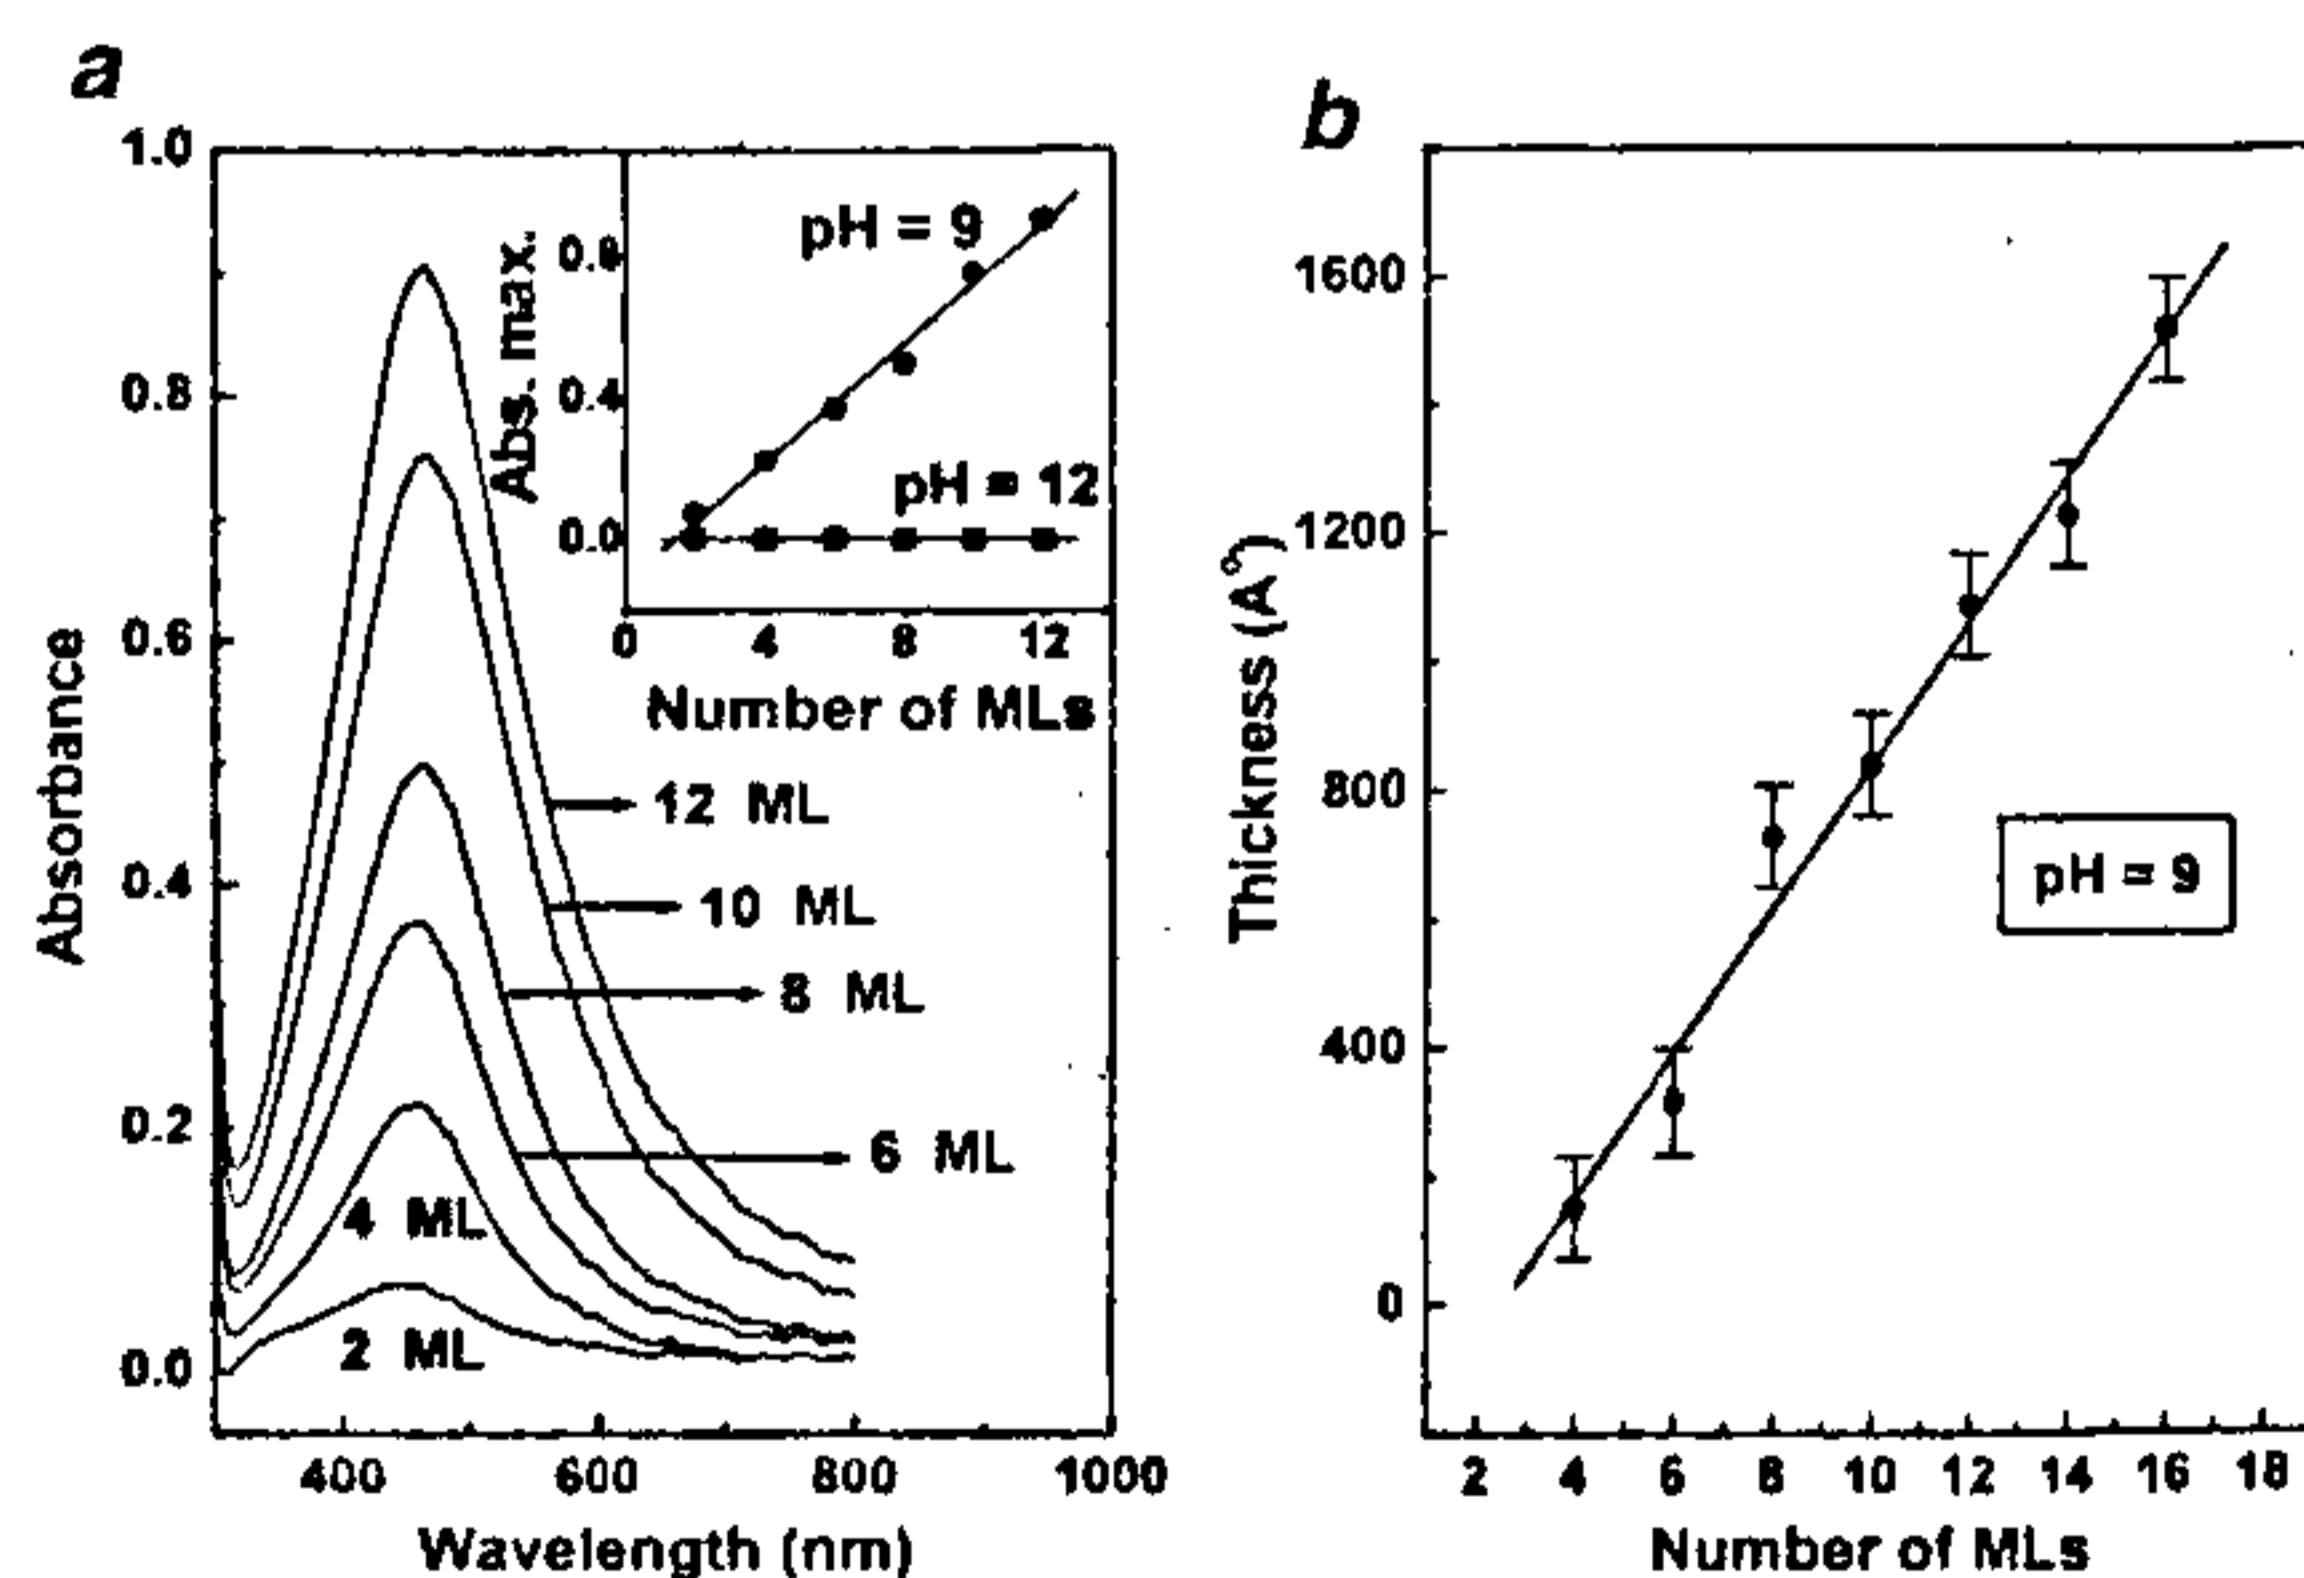 a
1.0
0.8
0.6
0.4
0.2
0.0
Absorbance
400 600 800 1000
Wavelength (nm)
Abs. max.
0.8
0.4
0.0
pH = 9
pH = 12
0 4 8 12
Number of MLs
12 ML
10 ML
8 ML
6 ML
4 ML
2 ML
b
1600
1200
800
400
0
Thickness (A°)
pH = 9
2 4 6 8 10 12 14 16 18
Number of MLs